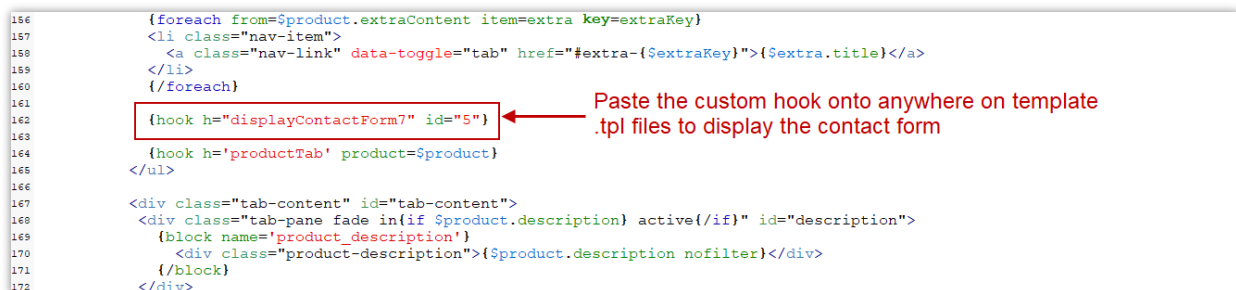 156 {foreach from=$product.extraContent item=extra key=extraKey}
157 <li class="nav-item">
158 <a class="nav-link" data-toggle="tab" href="#extra-{$extraKey}">{$extra.title}</a>
159 </li>
160 {/foreach}
161
162 {hook h="displayContactForm7" id="5"}
163
164 {hook h='productTab' product=$product}
165 </ul>
166
167 <div class="tab-content" id="tab-content">
168 <div class="tab-pane fade in{if $product.description} active{/if}" id="description">
169 {block name='product_description'}
170 <div class="product-description">{$product.description nofilter}</div>
171 {/block}
172 </div>
Paste the custom hook onto anywhere on template
.tpl files to display the contact form